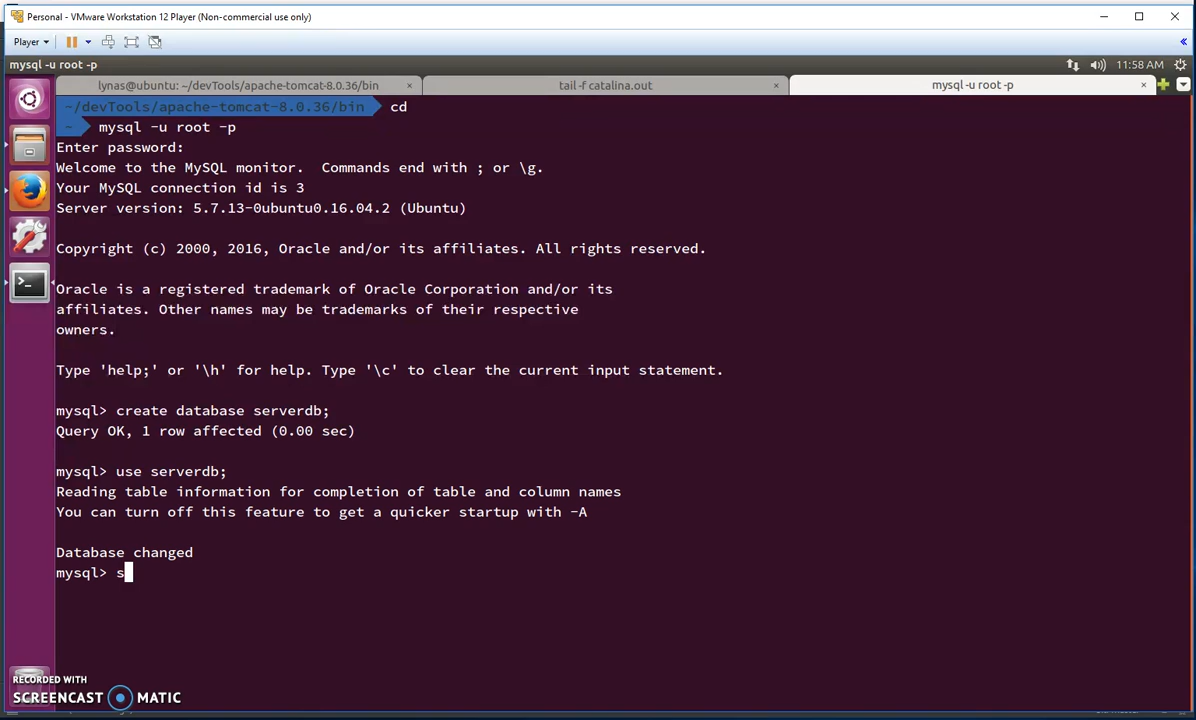 Personal - VMware Workstation 12 Player (Non-commercial use only)
Player
mysql -u root -p
11:58 AM
lynas@ubuntu: ~/devTools/apache-tomcat-8.0.36/bin × tail -f catalina.out × mysql -u root -p ×
~/devTools/apache-tomcat-8.0.36/bin cd
~ mysql -u root -p
Enter password:
Welcome to the MySQL monitor.  Commands end with ; or \g.
Your MySQL connection id is 3
Server version: 5.7.13-0ubuntu0.16.04.2 (Ubuntu)
Copyright (c) 2000, 2016, Oracle and/or its affiliates. All rights reserved.
Oracle is a registered trademark of Oracle Corporation and/or its
affiliates. Other names may be trademarks of their respective
owners.
Type 'help;' or '\h' for help. Type '\c' to clear the current input statement.
mysql> create database serverdb;
Query OK, 1 row affected (0.00 sec)
mysql> use serverdb;
Reading table information for completion of table and column names
You can turn off this feature to get a quicker startup with -A
Database changed
mysql> s
RECORDED WITH
SCREENCAST MATIC